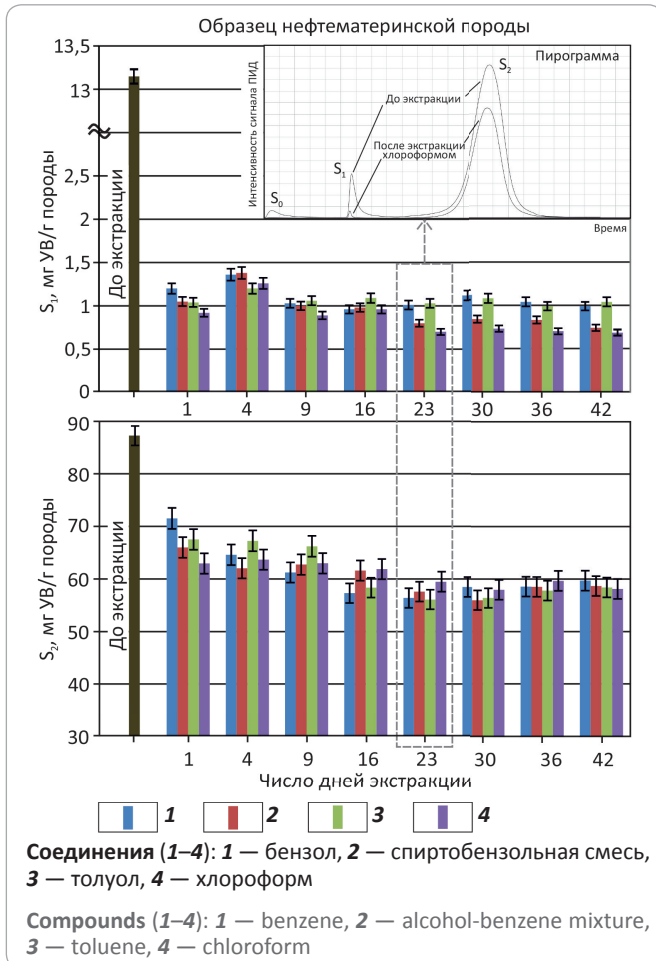 Образец нефтематеринской породы
S₁, мг УВ/г породы
13,5
13
2,5
2
1,5
1
0,5
0
До экстракции
Пирограмма
Интенсивность сигнала ПИД
S₀
S₁
S₂
До экстракции
После экстракции
хлороформом
Время
1 4 9 16 23 30 36 42
S₂, мг УВ/г породы
90
80
70
60
50
40
30
До экстракции
1 4 9 16 23 30 36 42
Число дней экстракции
1 2 3 4
Соединения (1–4): 1 — бензол, 2 — спиртобензольная смесь,
3 — толуол, 4 — хлороформ
Compounds (1–4): 1 — benzene, 2 — alcohol-benzene mixture,
3 — toluene, 4 — chloroform